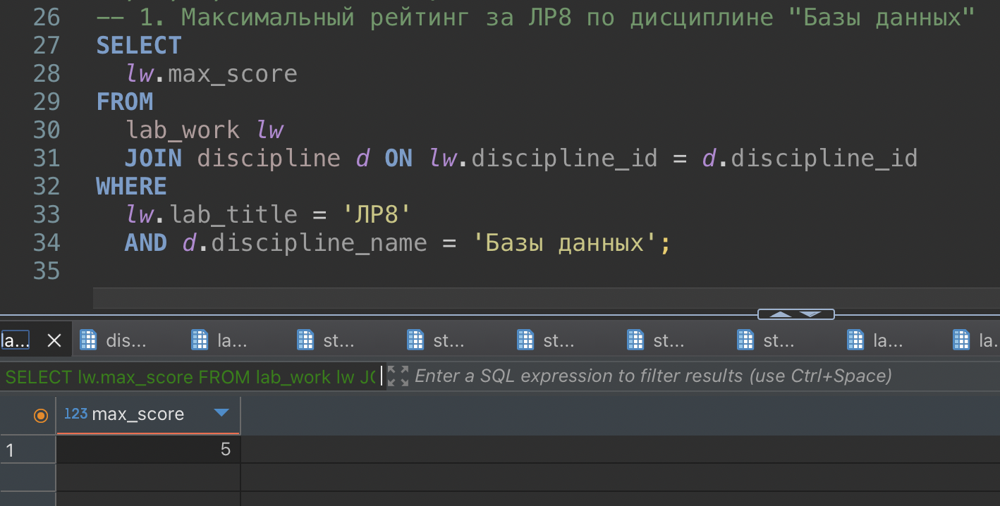 26 -- 1. Максимальный рейтинг за ЛР8 по дисциплине "Базы данных"
27 SELECT
28 lw.max_score
29 FROM
30 lab_work lw
31 JOIN discipline d ON lw.discipline_id = d.discipline_id
32 WHERE
33 lw.lab_title = 'ЛР8'
34 AND d.discipline_name = 'Базы данных';
35
la... dis... la... st... st... st... st... st... la... la.
SELECT lw.max_score FROM lab_work lw JO Enter a SQL expression to filter results (use Ctrl+Space)
123 max_score
1 5